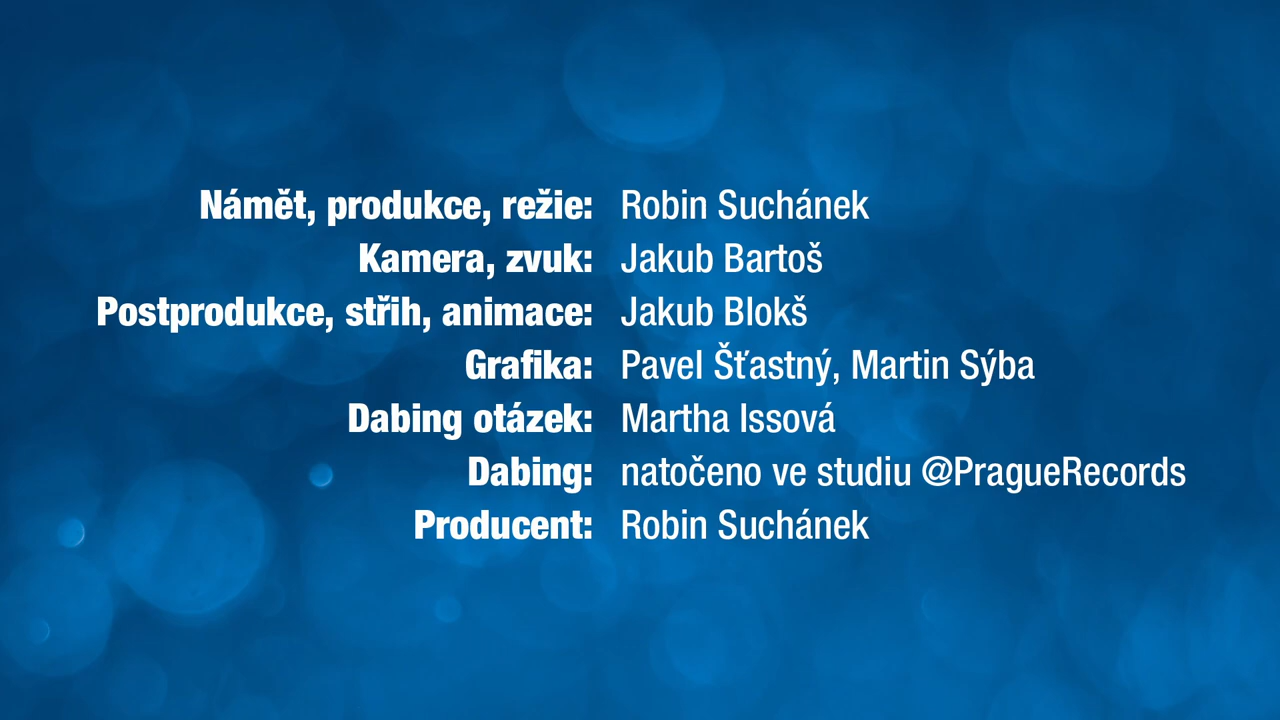 Námět, produkce, režie: Robin Suchánek
Kamera, zvuk: Jakub Bartoš
Postprodukce, střih, animace: Jakub Blokš
Grafika: Pavel Šťastný, Martin Sýba
Dabing otázek: Martha Issová
Dabing: natočeno ve studiu @PragueRecords
Producent: Robin Suchánek